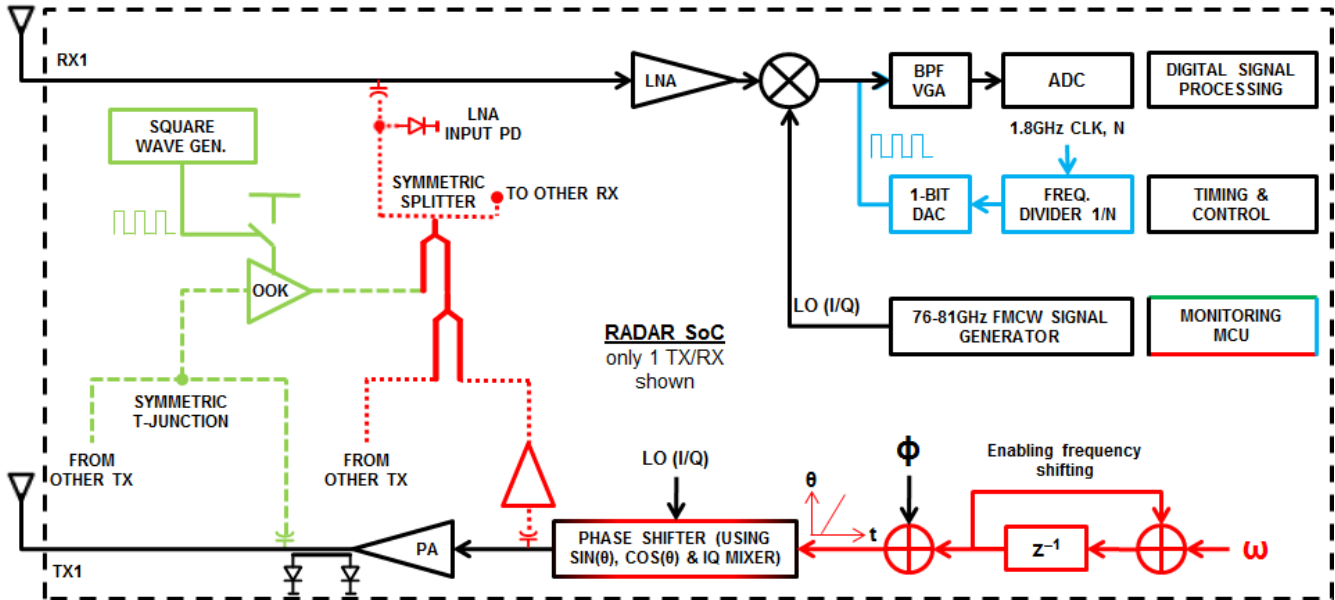 RX1
LNA
BPF
VGA
ADC
DIGITAL SIGNAL
PROCESSING
SQUARE
WAVE GEN.
LNA
INPUT PD
1.8GHz CLK, N
SYMMETRIC
SPLITTER
TO OTHER RX
1-BIT
DAC
FREQ.
DIVIDER 1/N
TIMING &
CONTROL
OOK
LO (I/Q)
76-81GHz FMCW SIGNAL
GENERATOR
MONITORING
MCU
RADAR SoC
only 1 TX/RX
shown
SYMMETRIC
T-JUNCTION
FROM
OTHER TX
FROM
OTHER TX
LO (I/Q)
Φ
Enabling frequency
shifting
θ
t
PA
PHASE SHIFTER (USING
SIN(θ), COS(θ) & IQ MIXER)
z⁻¹
ω
TX1